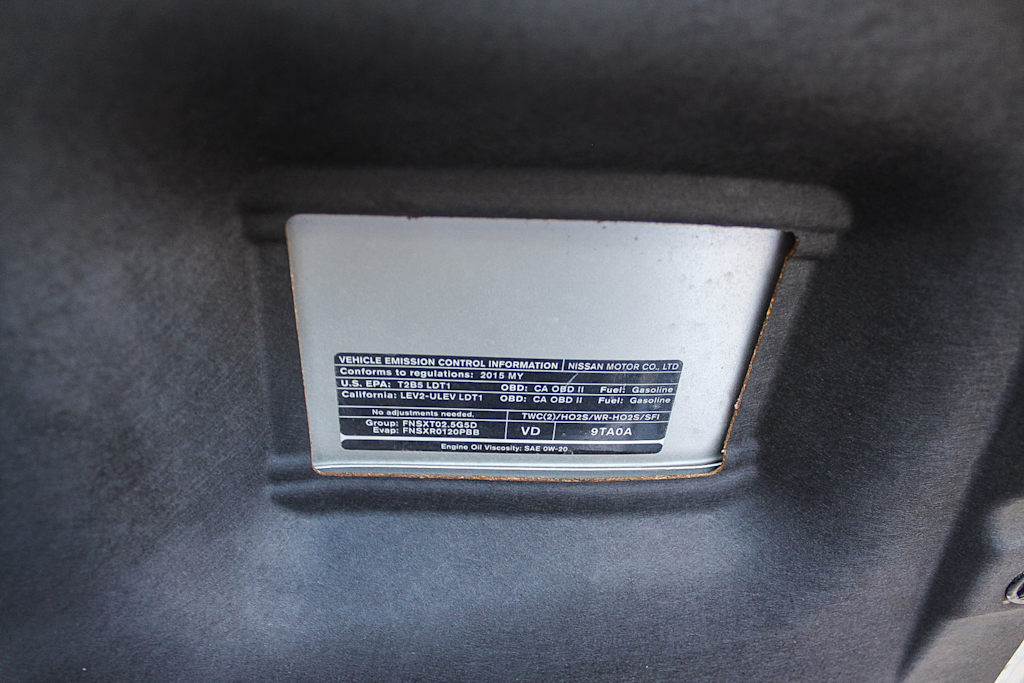 VEHICLE EMISSION CONTROL INFORMATION NISSAN MOTOR CO., LTD
Conforms to regulations: 2015 MY
U.S. EPA: T2B5 LDT1 OBD: CA OBD II Fuel: Gasoline
California: LEV2-ULEV LDT1 OBD: CA OBD II Fuel: Gasoline
No adjustments needed. TWC(2)/HO2S/WR-HO2S/SFI
Group: FNSXT02.5G5D
Evap: FNSXR0120PBB VD 9TA0A
Engine Oil Viscosity: SAE 0W-20